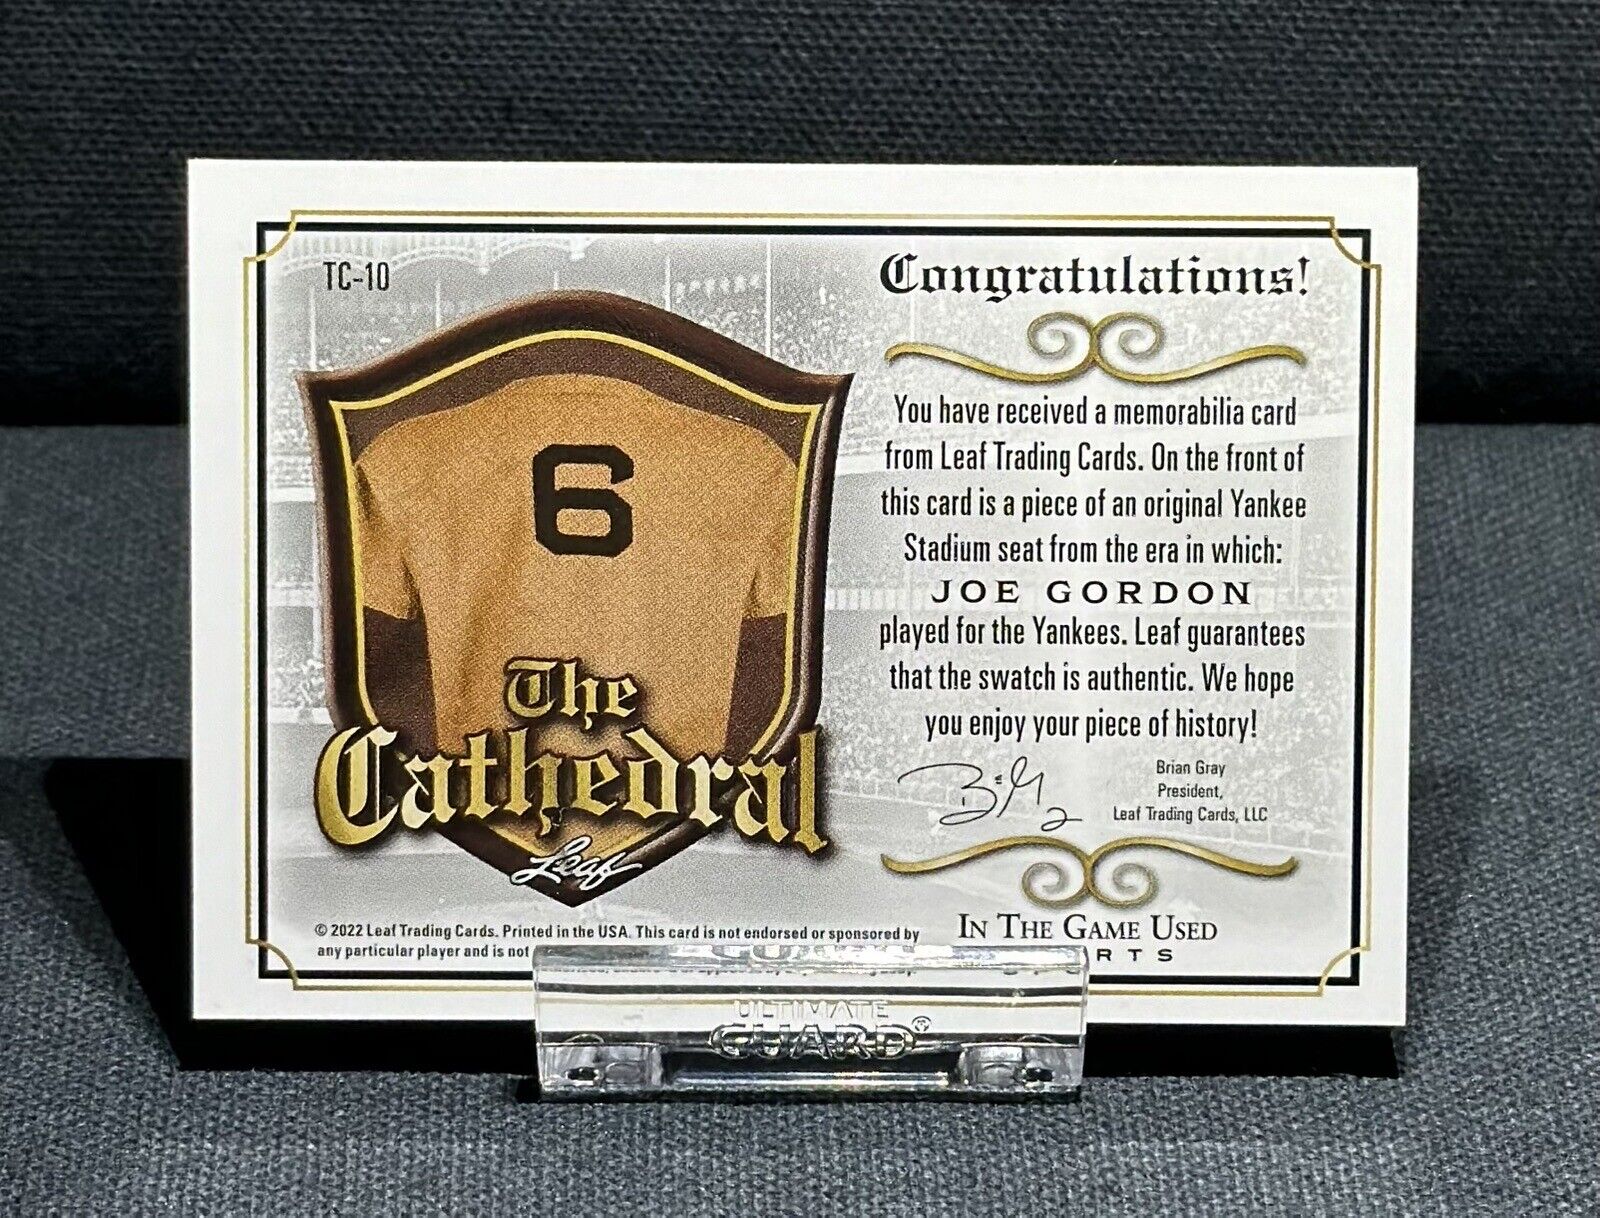 TC-10
6
The
Cathedral
Leaf
© 2022 Leaf Trading Cards. Printed in the USA. This card is not endorsed or sponsored by
any particular player and is not
Congratulations!
You have received a memorabilia card
from Leaf Trading Cards. On the front of
this card is a piece of an original Yankee
Stadium seat from the era in which:
JOE GORDON
played for the Yankees. Leaf guarantees
that the swatch is authentic. We hope
you enjoy your piece of history!
Brian Gray
President,
Leaf Trading Cards, LLC
IN THE GAME USED
ULTIMATE
GUARD®